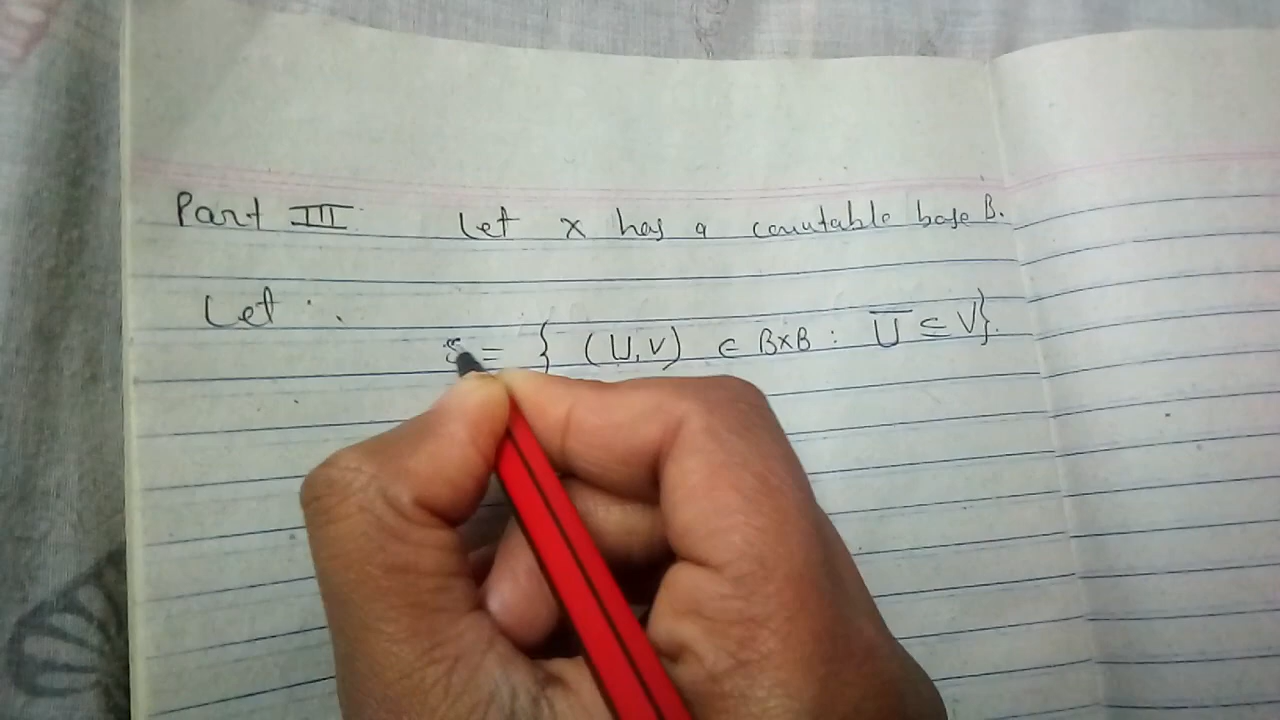 Part III. Let x has a countable base B.
Let :
S = { (U,V) ∈ B×B : U̅ ⊆ V}.